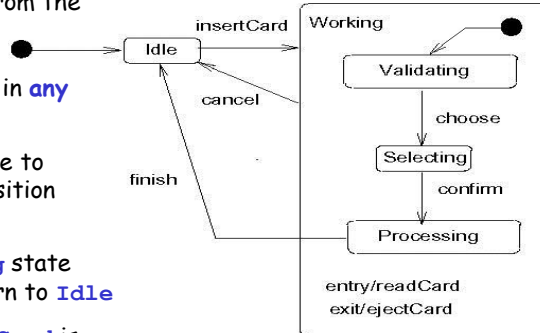 from the
in any
e to
sition
state
rn to Idle
insertCard
Idle
cancel
finish
Working
Validating
choose
Selecting
confirm
Processing
entry/readCard
exit/ejectCard